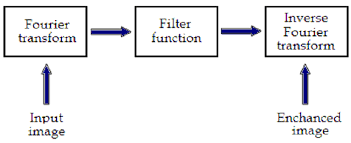 Fourier
transform
Filter
function
Inverse
Fourier
transform
Input
image
Enchanced
image